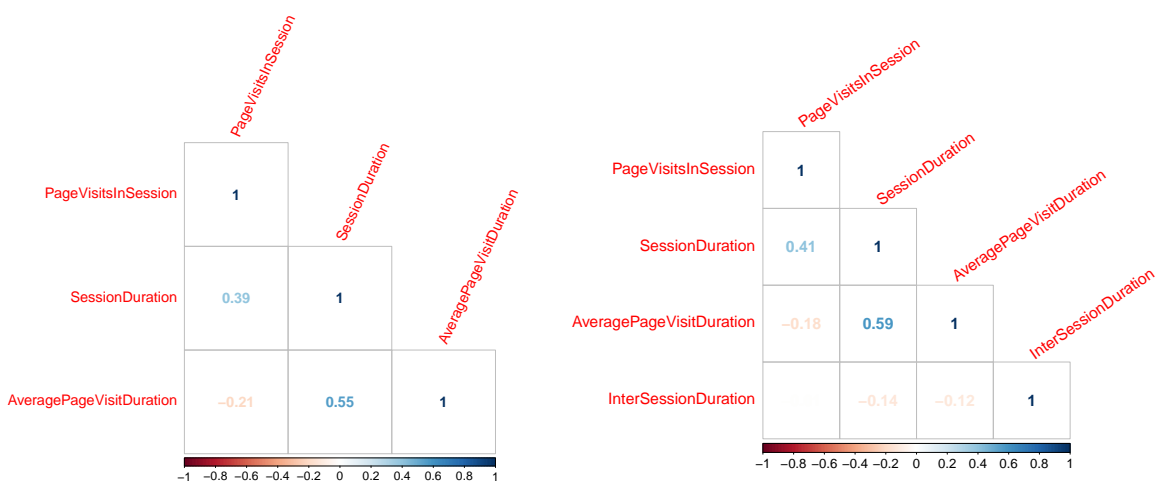 PageVisitsInSession
SessionDuration
AveragePageVisitDuration
PageVisitsInSession 1
SessionDuration 0.39 1
AveragePageVisitDuration −0.21 0.55 1
−1 −0.8 −0.6 −0.4 −0.2 0 0.2 0.4 0.6 0.8 1
PageVisitsInSession
SessionDuration
AveragePageVisitDuration
InterSessionDuration
PageVisitsInSession 1
SessionDuration 0.41 1
AveragePageVisitDuration −0.18 0.59 1
InterSessionDuration −0.14 −0.12 1
−1 −0.8 −0.6 −0.4 −0.2 0 0.2 0.4 0.6 0.8 1